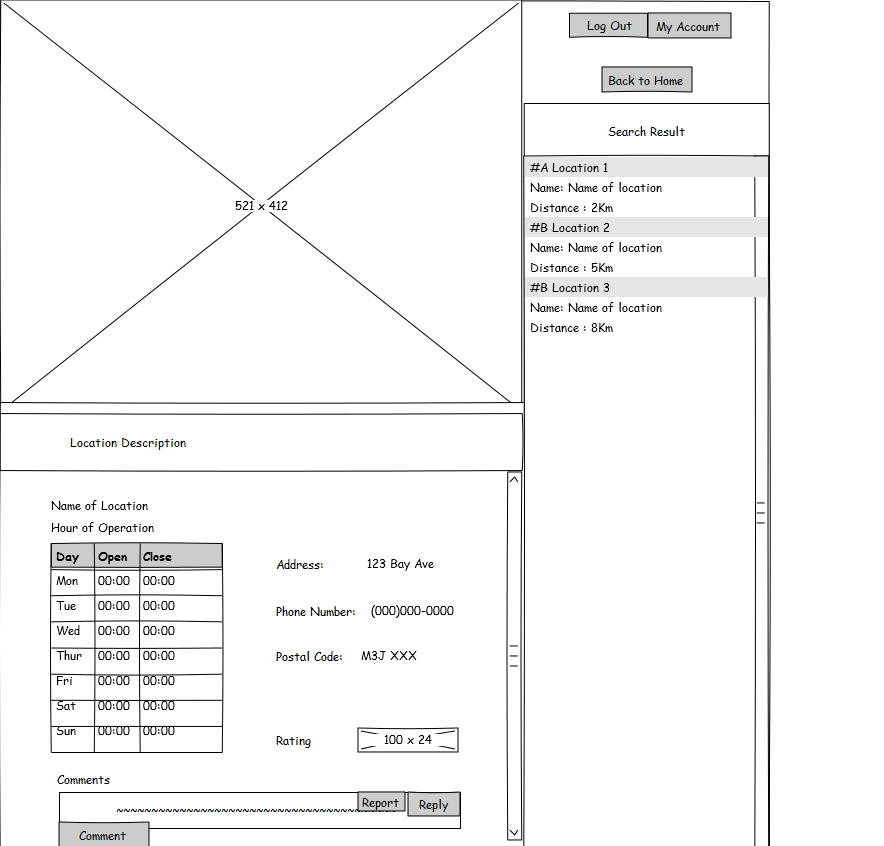 Log Out
My Account
Back to Home
Search Result
#A Location 1
Name: Name of location
Distance : 2Km
#B Location 2
Name: Name of location
Distance : 5Km
#B Location 3
Name: Name of location
Distance : 8Km
521 x 412
Location Description
Name of Location
Hour of Operation
Day Open Close
Mon 00:00 00:00
Tue 00:00 00:00
Wed 00:00 00:00
Thur 00:00 00:00
Fri 00:00 00:00
Sat 00:00 00:00
Sun 00:00 00:00
Address: 123 Bay Ave
Phone Number: (000)000-0000
Postal Code: M3J XXX
Rating 100 x 24
Comments
Report
Reply
Comment